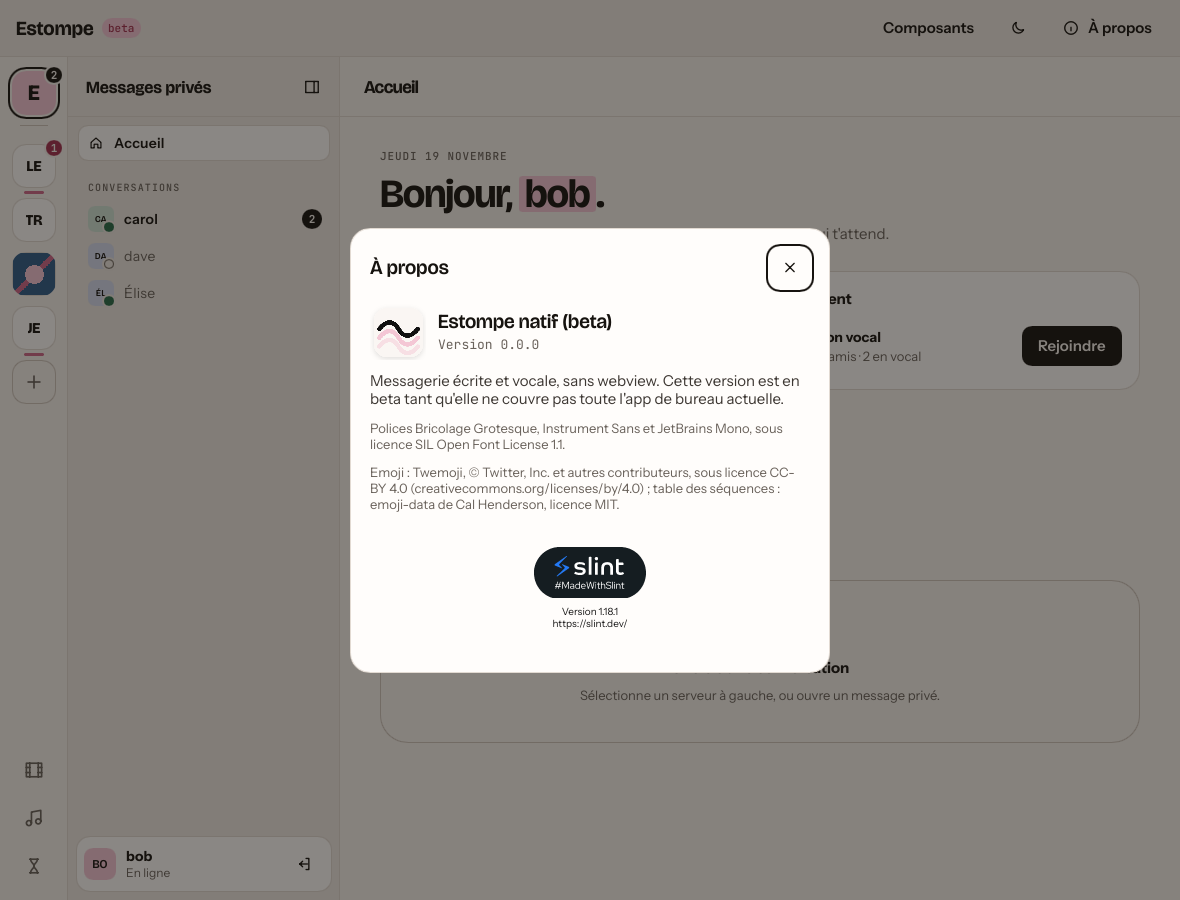 Estompe beta
Composants
À propos
E 2
Messages privés
Accueil
LE 1
TR
JE
Accueil
CONVERSATIONS
CA carol 2
DA dave
ÉL Élise
JEUDI 19 NOVEMBRE
Bonjour, bob.
t'attend.
Rejoindre
amis · 2 en vocal
À propos
Estompe natif (beta)
Version 0.0.0
Messagerie écrite et vocale, sans webview. Cette version est en
beta tant qu'elle ne couvre pas toute l'app de bureau actuelle.
Polices Bricolage Grotesque, Instrument Sans et JetBrains Mono, sous
licence SIL Open Font License 1.1.
Emoji : Twemoji, © Twitter, Inc. et autres contributeurs, sous licence CC-
BY 4.0 (creativecommons.org/licenses/by/4.0) ; table des séquences :
emoji-data de Cal Henderson, licence MIT.
slint
#MadeWithSlint
Version 1.18.1
https://slint.dev/
Sélectionne un serveur à gauche, ou ouvre un message privé.
BO bob
En ligne